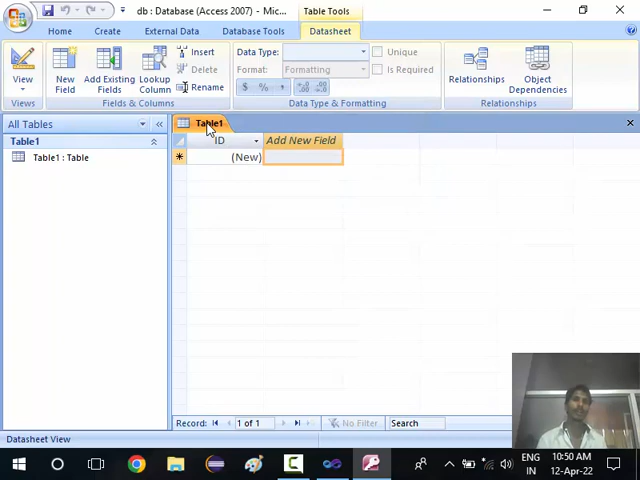 db : Database (Access 2007) - Mic...
Table Tools
Home
Create
External Data
Database Tools
Datasheet
View
Views
New Field
Add Existing Fields
Lookup Column
Insert
Delete
Rename
Fields & Columns
Data Type:
Format: Formatting
$ % ,
Unique
Is Required
Data Type & Formatting
Relationships
Object Dependencies
Relationships
All Tables
Table1
Table1 : Table
Table1
ID
Add New Field
(New)
Record:
1 of 1
No Filter
Search
Datasheet View
ENG
IN
10:50 AM
12-Apr-22